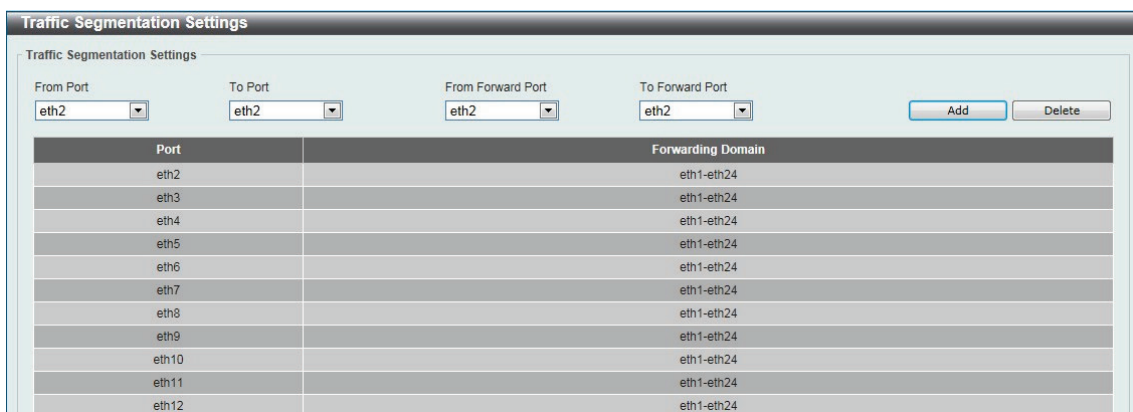 Traffic Segmentation Settings
Traffic Segmentation Settings
From Port To Port From Forward Port To Forward Port
eth2 eth2 eth2 eth2 Add Delete
Port Forwarding Domain
eth2 eth1-eth24
eth3 eth1-eth24
eth4 eth1-eth24
eth5 eth1-eth24
eth6 eth1-eth24
eth7 eth1-eth24
eth8 eth1-eth24
eth9 eth1-eth24
eth10 eth1-eth24
eth11 eth1-eth24
eth12 eth1-eth24